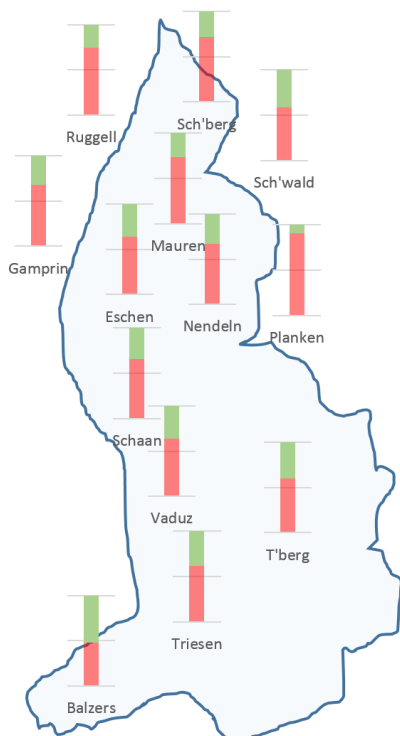 Ruggell
Sch'berg
Sch'wald
Mauren
Gamprin
Eschen
Nendeln
Planken
Schaan
Vaduz
T'berg
Triesen
Balzers